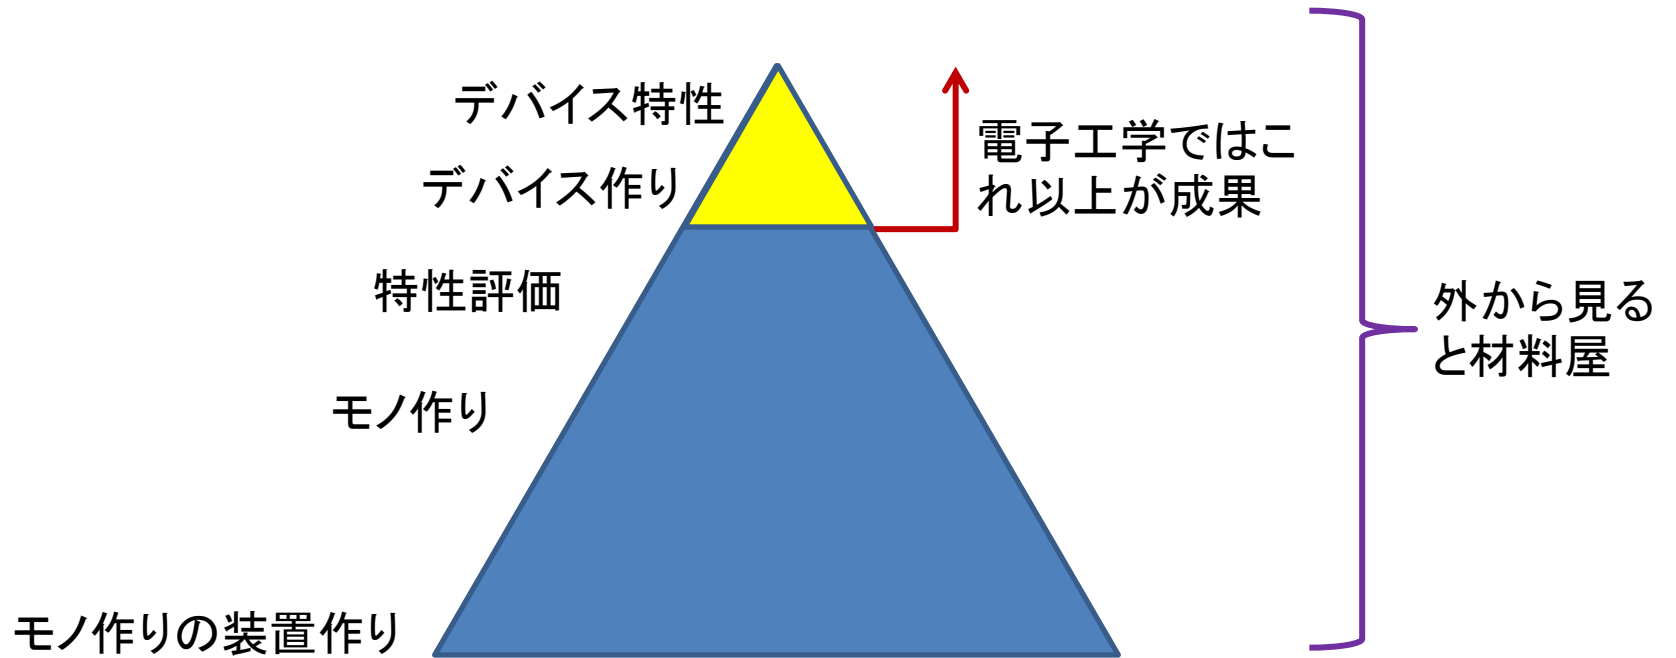 デバイス特性
デバイス作り
特性評価
モノ作り
モノ作りの装置作り
電子工学ではこ
れ以上が成果
外から見る
と材料屋